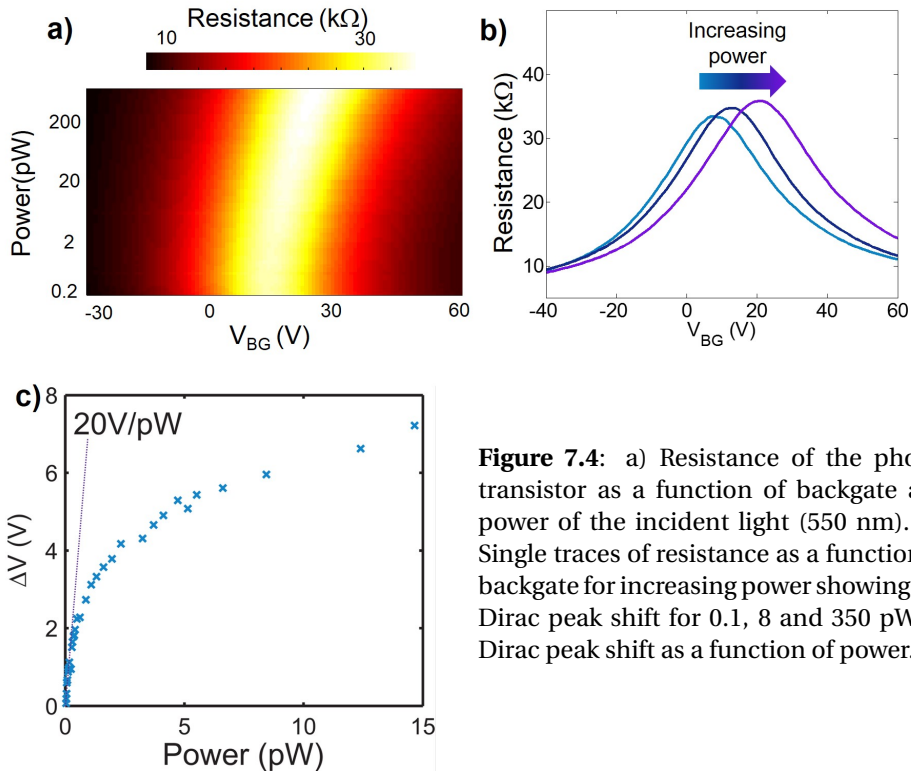 a)
Resistance (kΩ)
10 30
Power(pW)
200
20
2
0.2
-30 0 30 60
V_BG (V)
b)
Increasing
power
Resistance (kΩ)
40
30
20
10
-40 -20 0 20 40 60
V_BG (V)
c)
20V/pW
ΔV (V)
8
6
4
2
0
0 5 10 15
Power (pW)
Figure 7.4: a) Resistance of the pho
transistor as a function of backgate a
power of the incident light (550 nm).
Single traces of resistance as a function
backgate for increasing power showing
Dirac peak shift for 0.1, 8 and 350 pW
Dirac peak shift as a function of power.